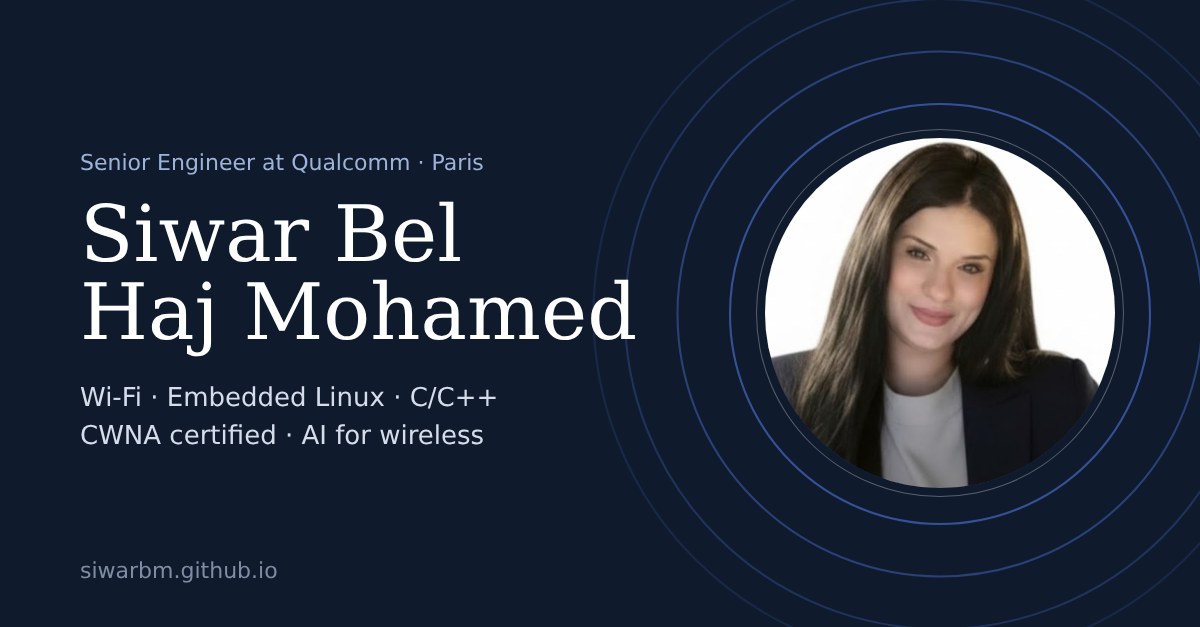 Senior Engineer at Qualcomm · Paris
Siwar Bel
Haj Mohamed
Wi-Fi · Embedded Linux · C/C++
CWNA certified · AI for wireless
siwarbm.github.io